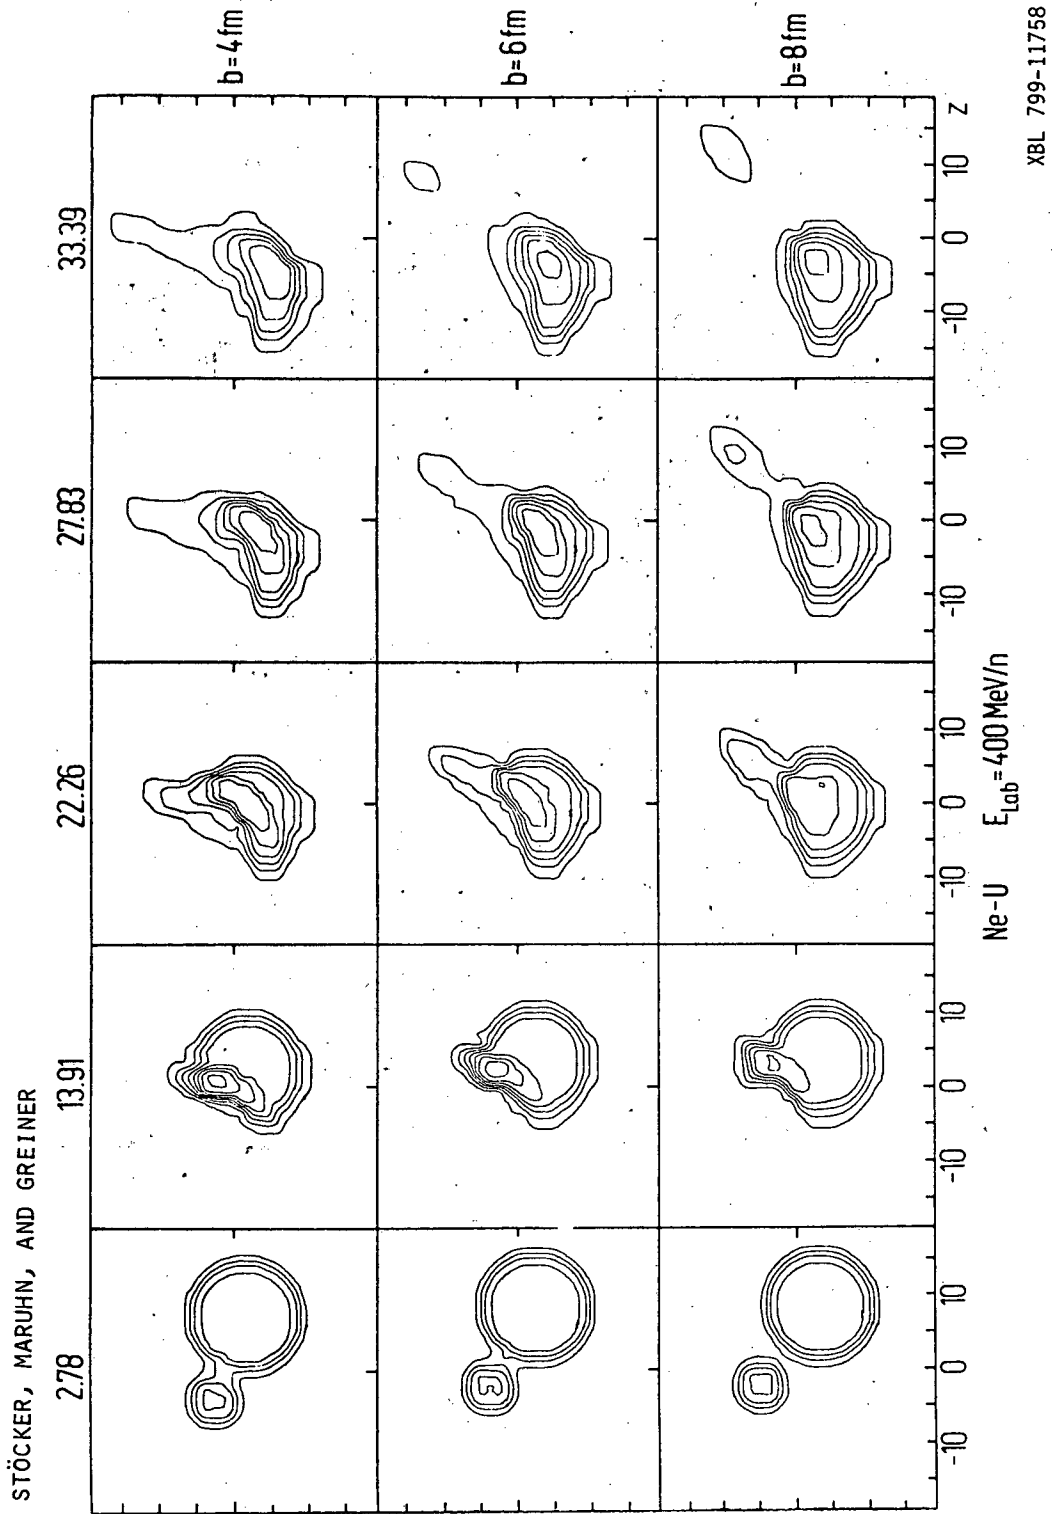 STÖCKER, MARUHN, AND GREINER
2.78 13.91 22.26 27.83 33.39
b=4fm
b=6fm
b=8fm
-10 0 10 -10 0 10 -10 0 10 -10 0 10 -10 0 10 Z
Ne-U E_Lab=400 MeV/n
XBL 799-11758